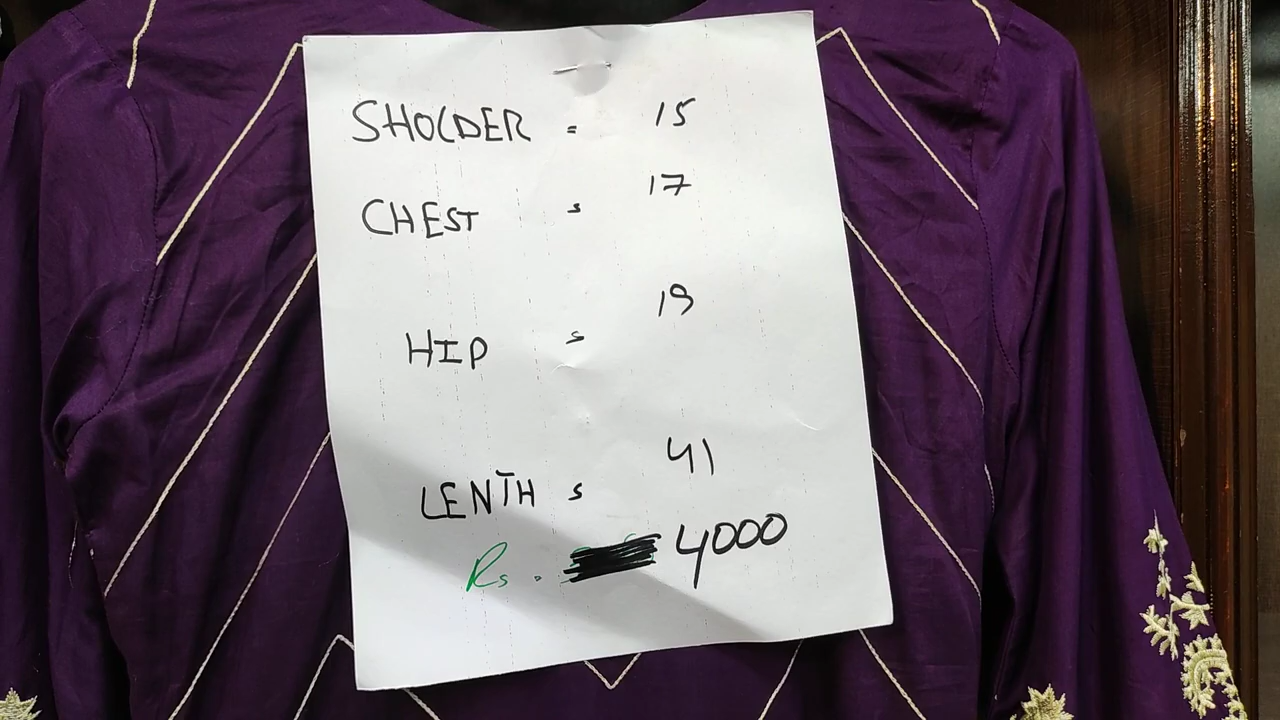 SHOLDER = 15
CHEST = 17
HIP = 19
LENTH = 41
Rs. 4000